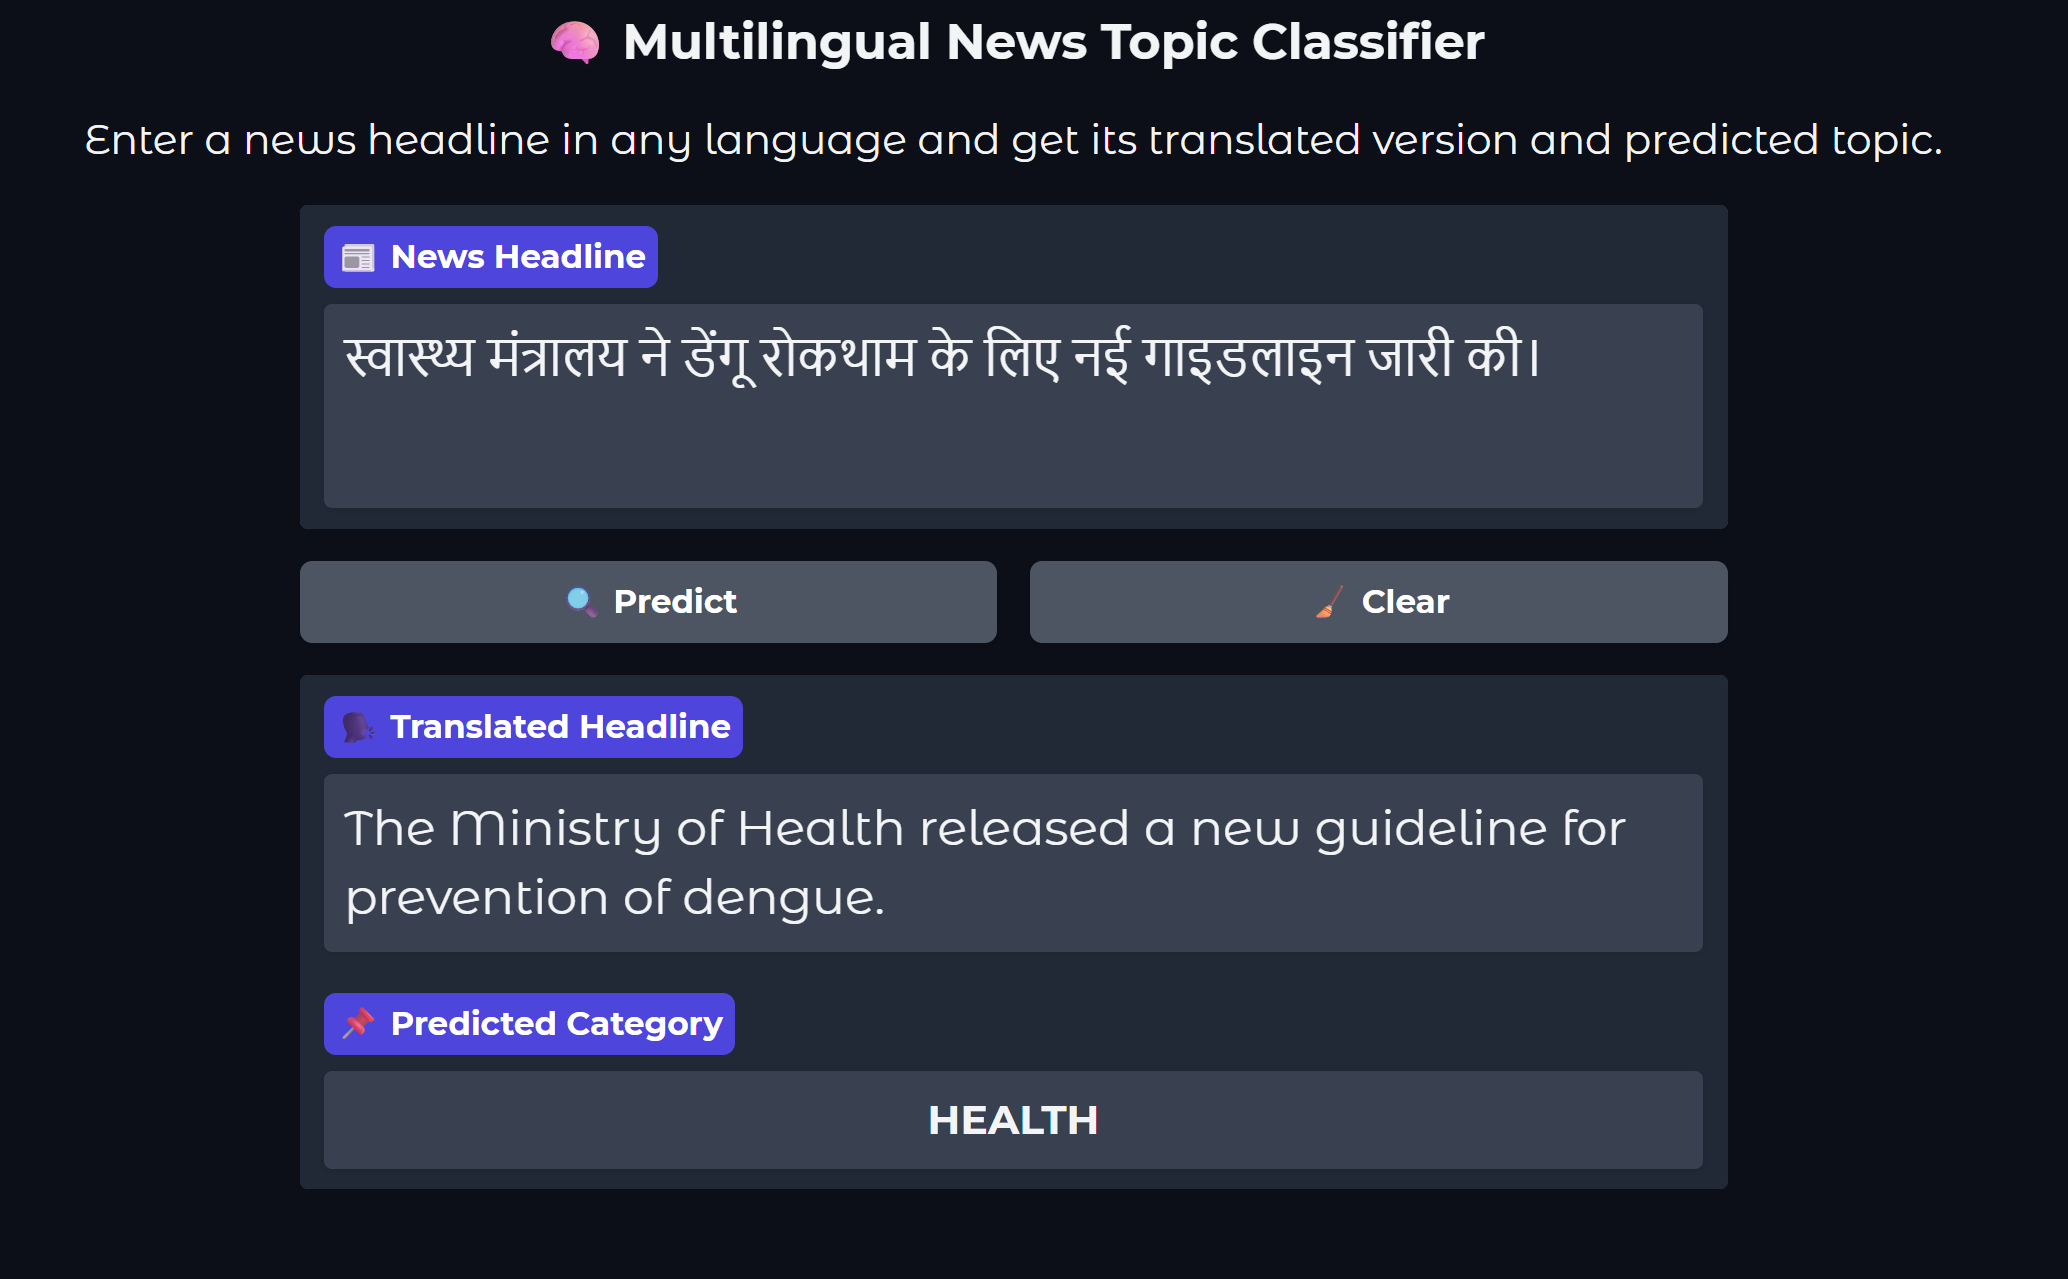 🧠 Multilingual News Topic Classifier
Enter a news headline in any language and get its translated version and predicted topic.
📰 News Headline
स्वास्थ्य मंत्रालय ने डेंगू रोकथाम के लिए नई गाइडलाइन जारी की।
🔍 Predict
🧹 Clear
🗣️ Translated Headline
The Ministry of Health released a new guideline for
prevention of dengue.
📌 Predicted Category
HEALTH